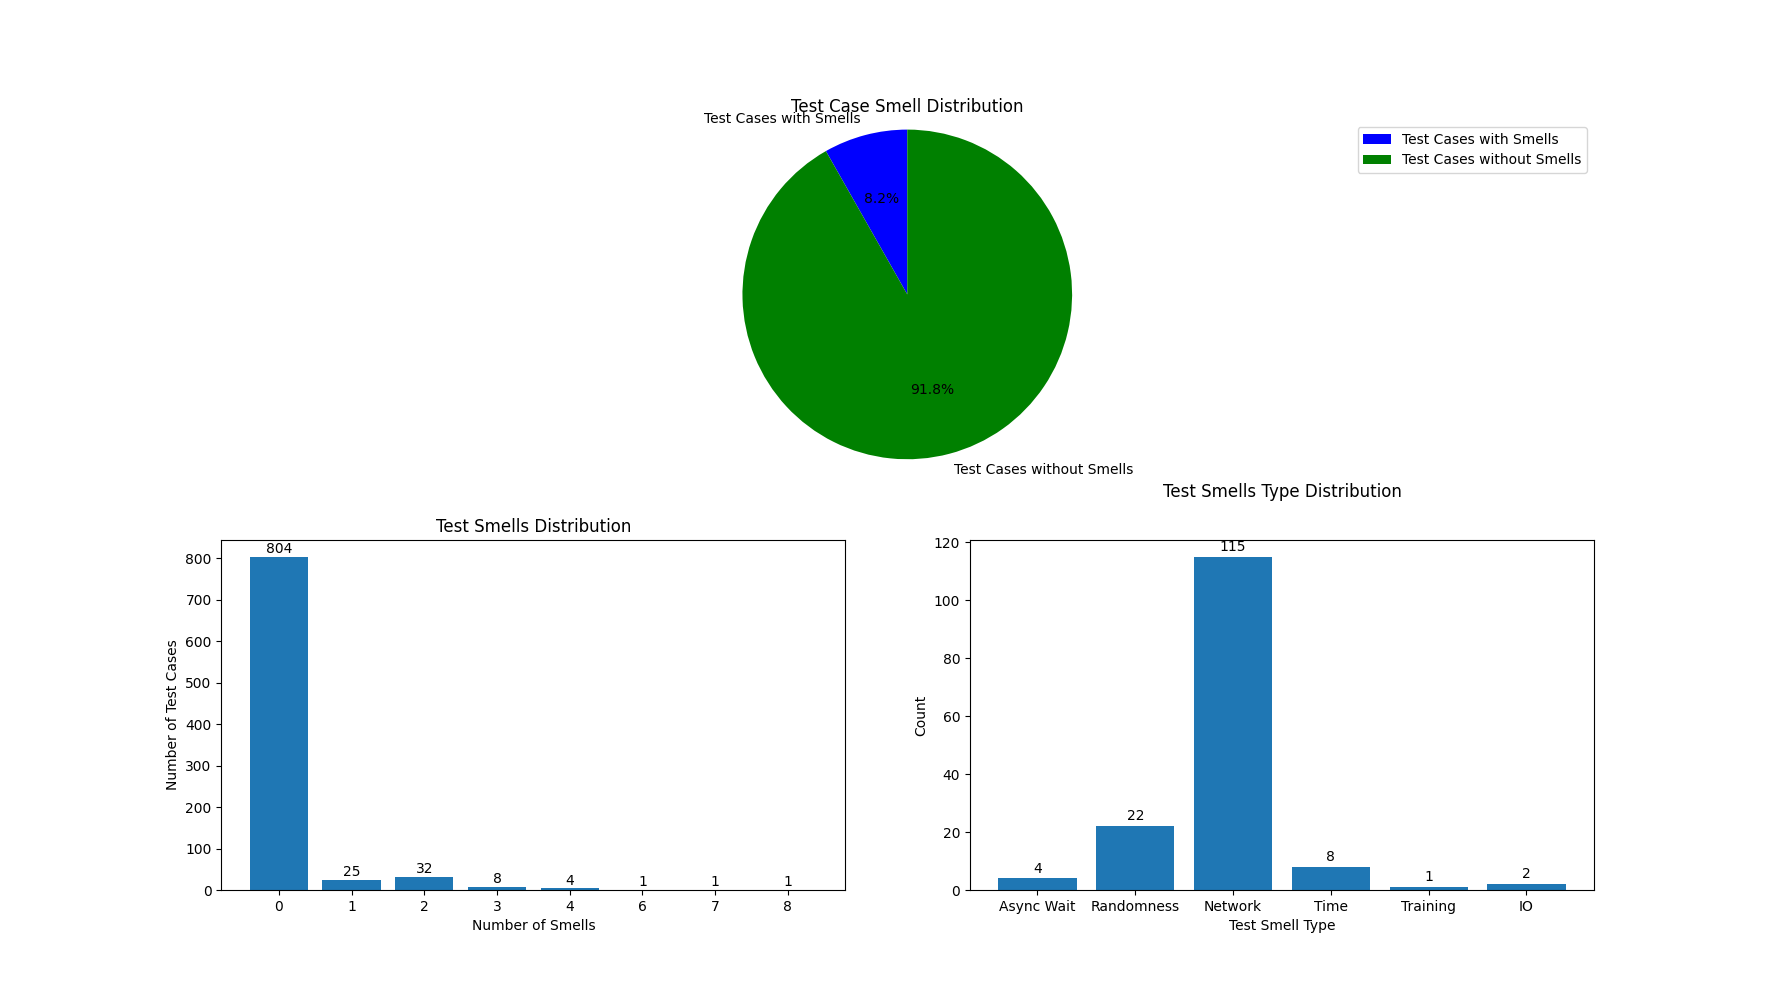 Test Case Smell Distribution
Test Cases with Smells
Test Cases with Smells
Test Cases without Smells
8.2%
91.8%
Test Cases without Smells
Test Smells Distribution
804
25
32
8
4
1
1
1
800
700
600
500
400
300
200
100
0
Number of Test Cases
0 1 2 3 4 6 7 8
Number of Smells
Test Smells Type Distribution
4
22
115
8
1
2
120
100
80
60
40
20
0
Count
Async Wait Randomness Network Time Training IO
Test Smell Type